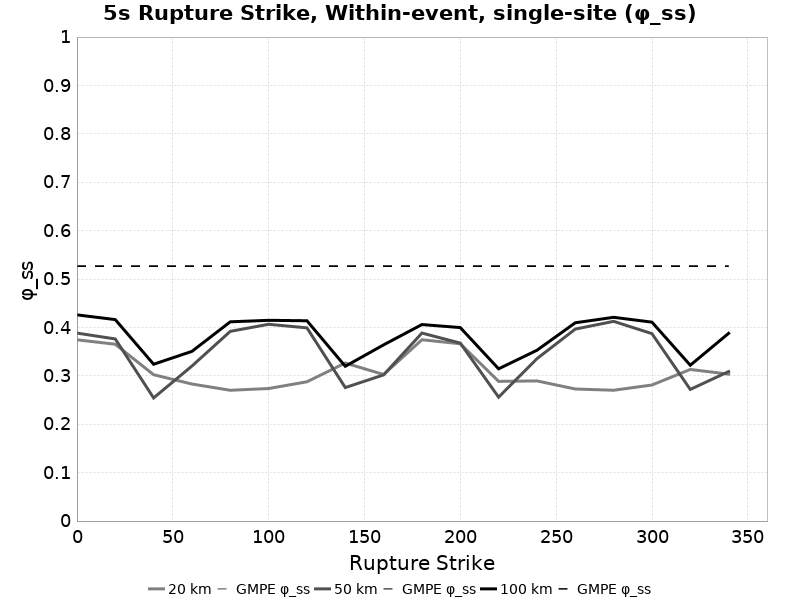 5s Rupture Strike, Within-event, single-site (φ_ss)
1
0.9
0.8
0.7
0.6
0.5
0.4
0.3
0.2
0.1
0
φ_ss
0 50 100 150 200 250 300 350
Rupture Strike
20 km GMPE φ_ss 50 km GMPE φ_ss 100 km GMPE φ_ss